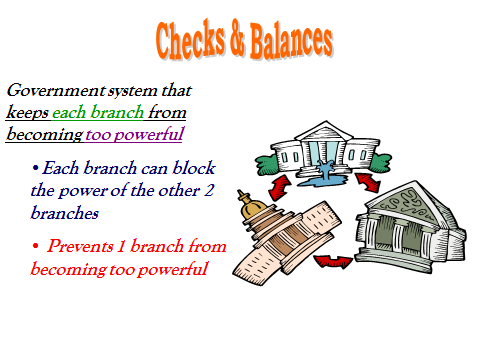 Checks & Balances
Government system that
keeps each branch from
becoming too powerful
•Each branch can block
the power of the other 2
branches
• Prevents 1 branch from
becoming too powerful